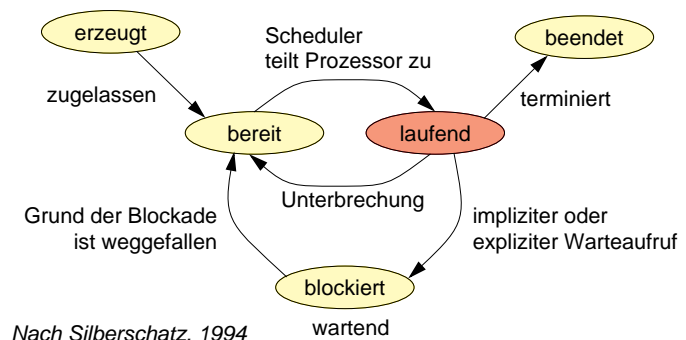 erzeugt
Scheduler
teilt Prozessor zu
beendet
zugelassen
terminiert
bereit
laufend
Unterbrechung
Grund der Blockade
ist weggefallen
impliziter oder
expliziter Warteaufruf
blockiert
wartend
Nach Silberschatz, 1994